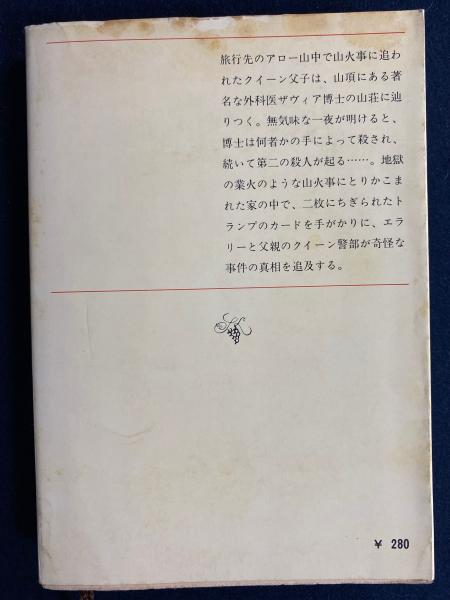 旅行先のアロー山中で山火事に追わ
れたクイーン父子は、山頂にある著
名な外科医ザヴィア博士の山荘に辿
りつく。無気味な一夜が明けると、
博士は何者かの手によって殺され、
続いて第二の殺人が起る……。地獄
の業火のような山火事にとりかこま
れた家の中で、二枚にちぎられたト
ランプのカードを手がかりに、エラ
リーと父親のクイーン警部が奇怪な
事件の真相を追及する。
¥ 280